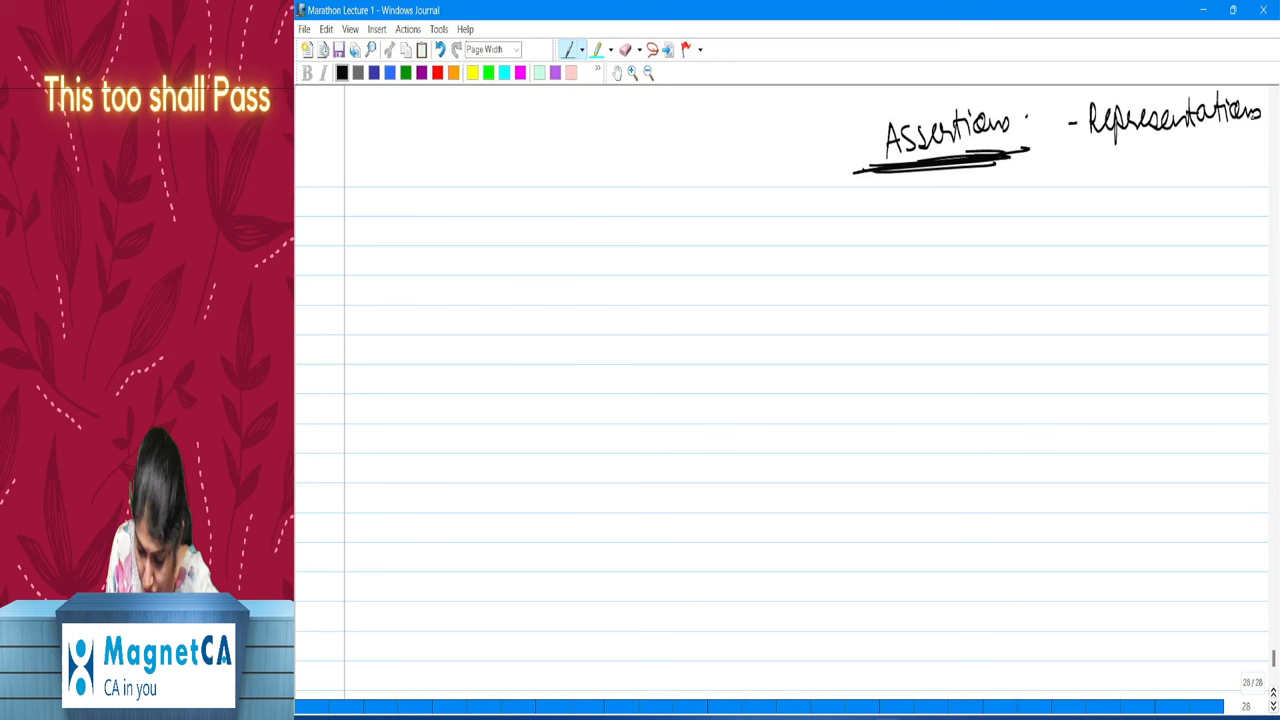 This too shall Pass
Marathon Lecture 1 - Windows Journal
File Edit View Insert Actions Tools Help
Page Width
B I
Assertions - Representations
MagnetCA
CA in you
28/28
28